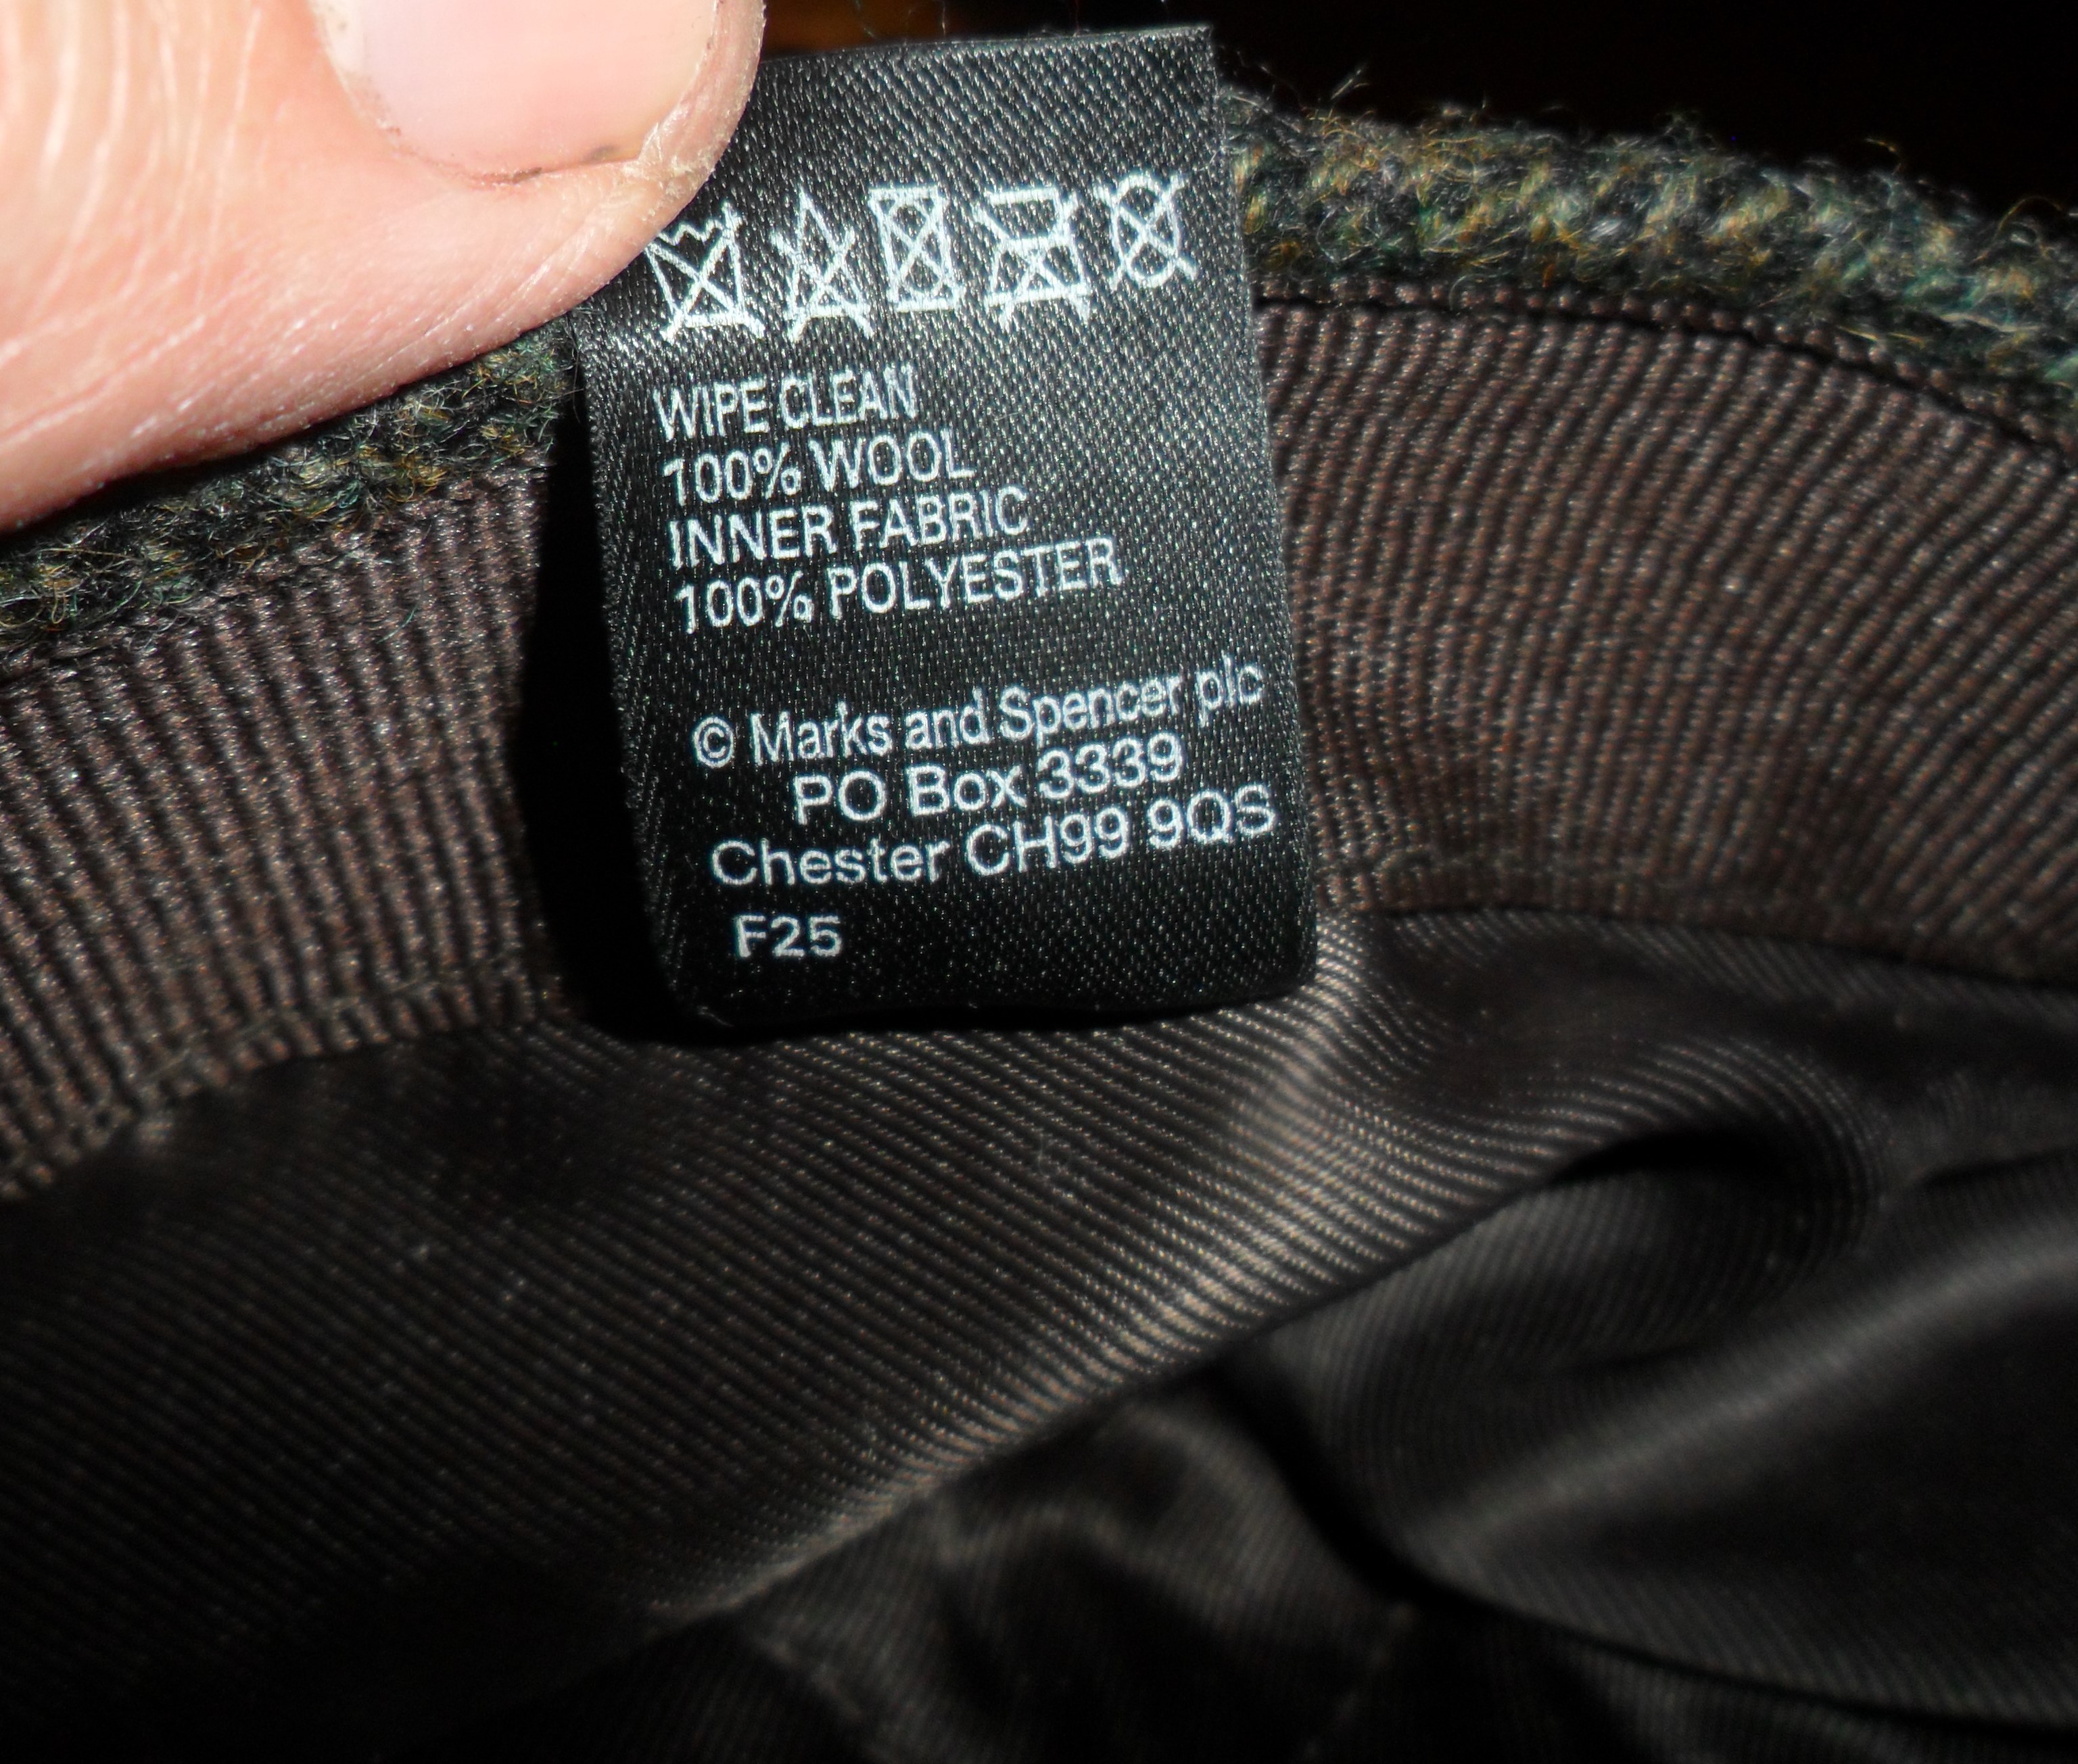 WIPE CLEAN
100% WOOL
INNER FABRIC
100% POLYESTER
© Marks and Spencer plc
PO Box 3339
Chester CH99 9QS
F25